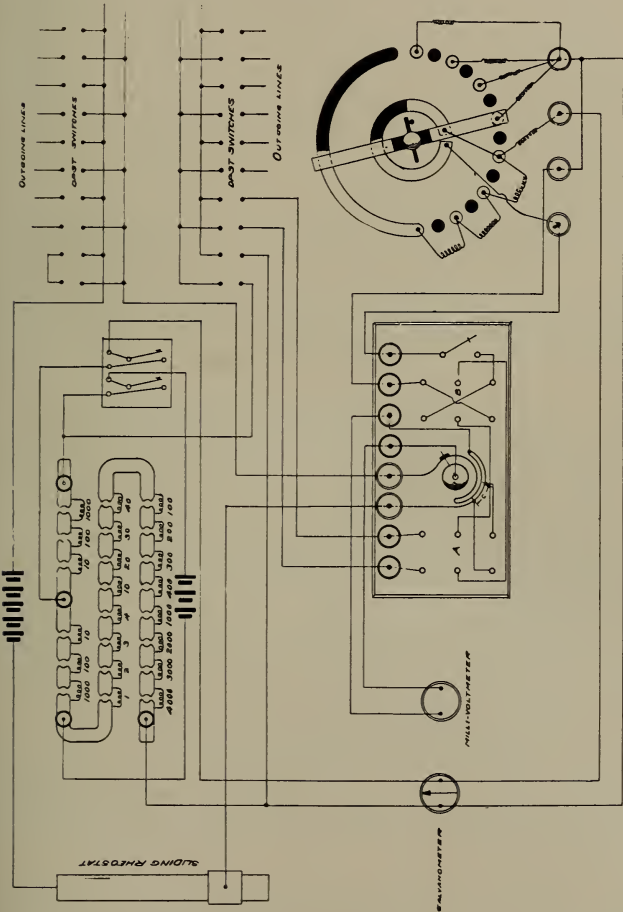 OUTGOING LINES
DPST SWITCHES
DPST SWITCHES
OUTGOING LINES
1000 100 10 10 100 1000
1 2 3 4 10 20 30 40
4000 3000 2000 1000 400 300 200 100
A B
C
SLIDING RHEOSTAT
MILLI-VOLTMETER
GALVANOMETER